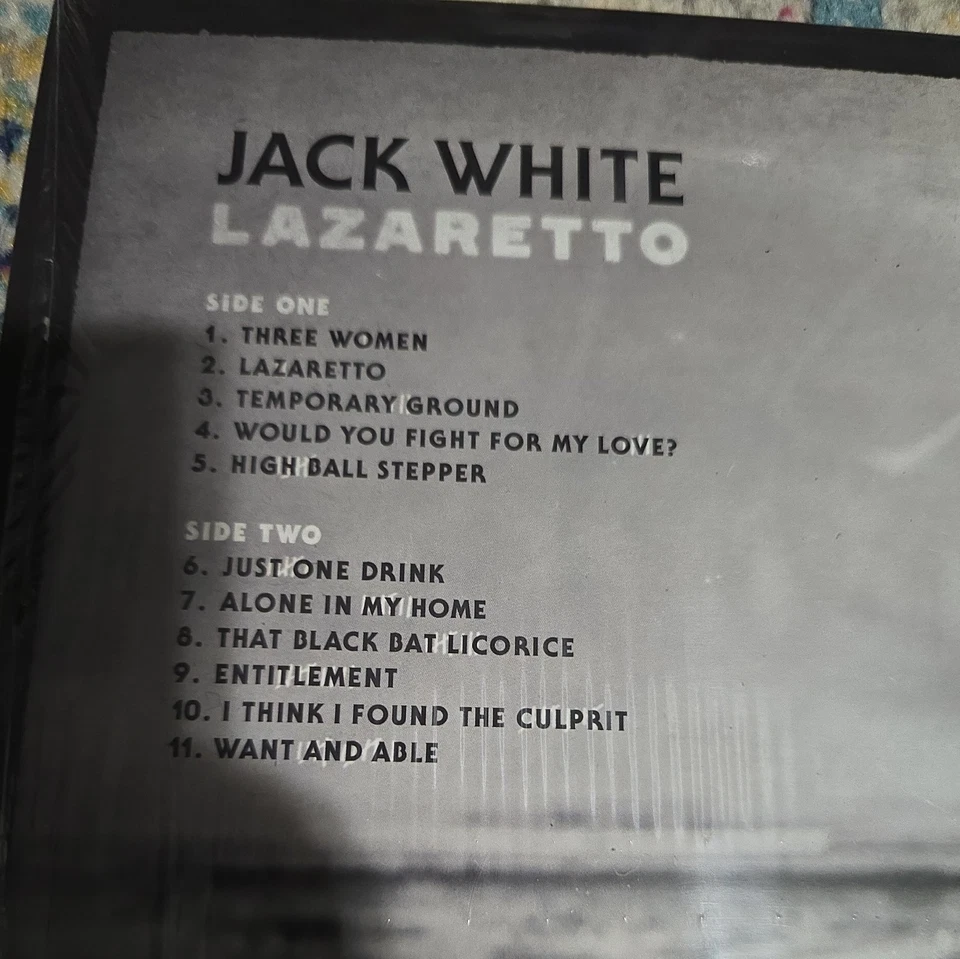 JACK WHITE
LAZARETTO
SIDE ONE
1. THREE WOMEN
2. LAZARETTO
3. TEMPORARY GROUND
4. WOULD YOU FIGHT FOR MY LOVE?
5. HIGH BALL STEPPER
SIDE TWO
6. JUST ONE DRINK
7. ALONE IN MY HOME
8. THAT BLACK BAT LICORICE
9. ENTITLEMENT
10. I THINK I FOUND THE CULPRIT
11. WANT AND ABLE